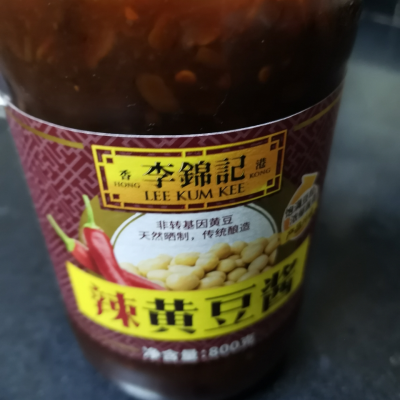 香 李錦記 港
HONG LEE KUM KEE KONG
非转基因黄豆
天然晒制，传统酿造
辣黄豆酱
净含量:800克